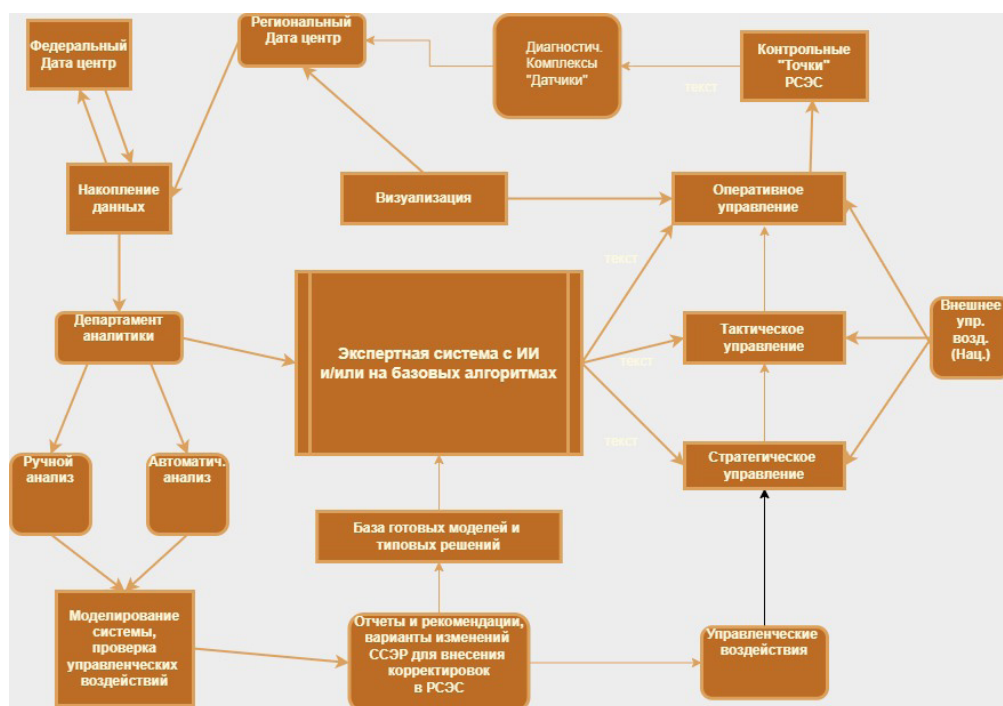 Федеральный
Дата центр
Региональный
Дата центр
Диагностич.
Комплексы
"Датчики"
Контрольные
"Точки"
РСЭС
текст
Накопление
данных
Визуализация
Оперативное
управление
текст
Департамент
аналитики
Экспертная система с ИИ
и/или на базовых алгоритмах
текст
Тактическое
управление
Внешнее
упр.
возд.
(Нац.)
текст
Ручной
анализ
Автоматич.
анализ
Стратегическое
управление
База готовых моделей и
типовых решений
Моделирование
системы,
проверка
управленческих
воздействий
Отчеты и рекомендации,
варианты изменений
ССЭР для внесения
корректировок
в РСЭС
Управленческие
воздействия